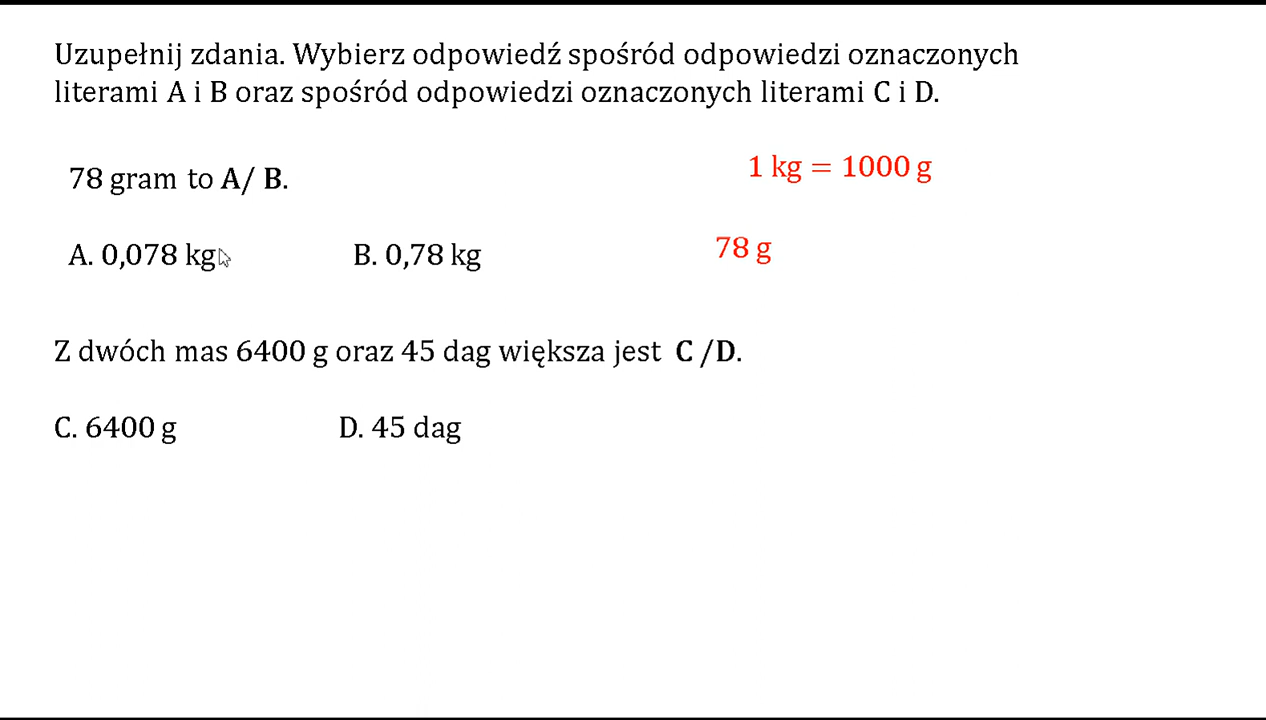 Uzupełnij zdania. Wybierz odpowiedź spośród odpowiedzi oznaczonych
literami A i B oraz spośród odpowiedzi oznaczonych literami C i D.
78 gram to A/ B.
1 kg = 1000 g
A. 0,078 kg
B. 0,78 kg
78 g
Z dwóch mas 6400 g oraz 45 dag większa jest C /D.
C. 6400 g
D. 45 dag